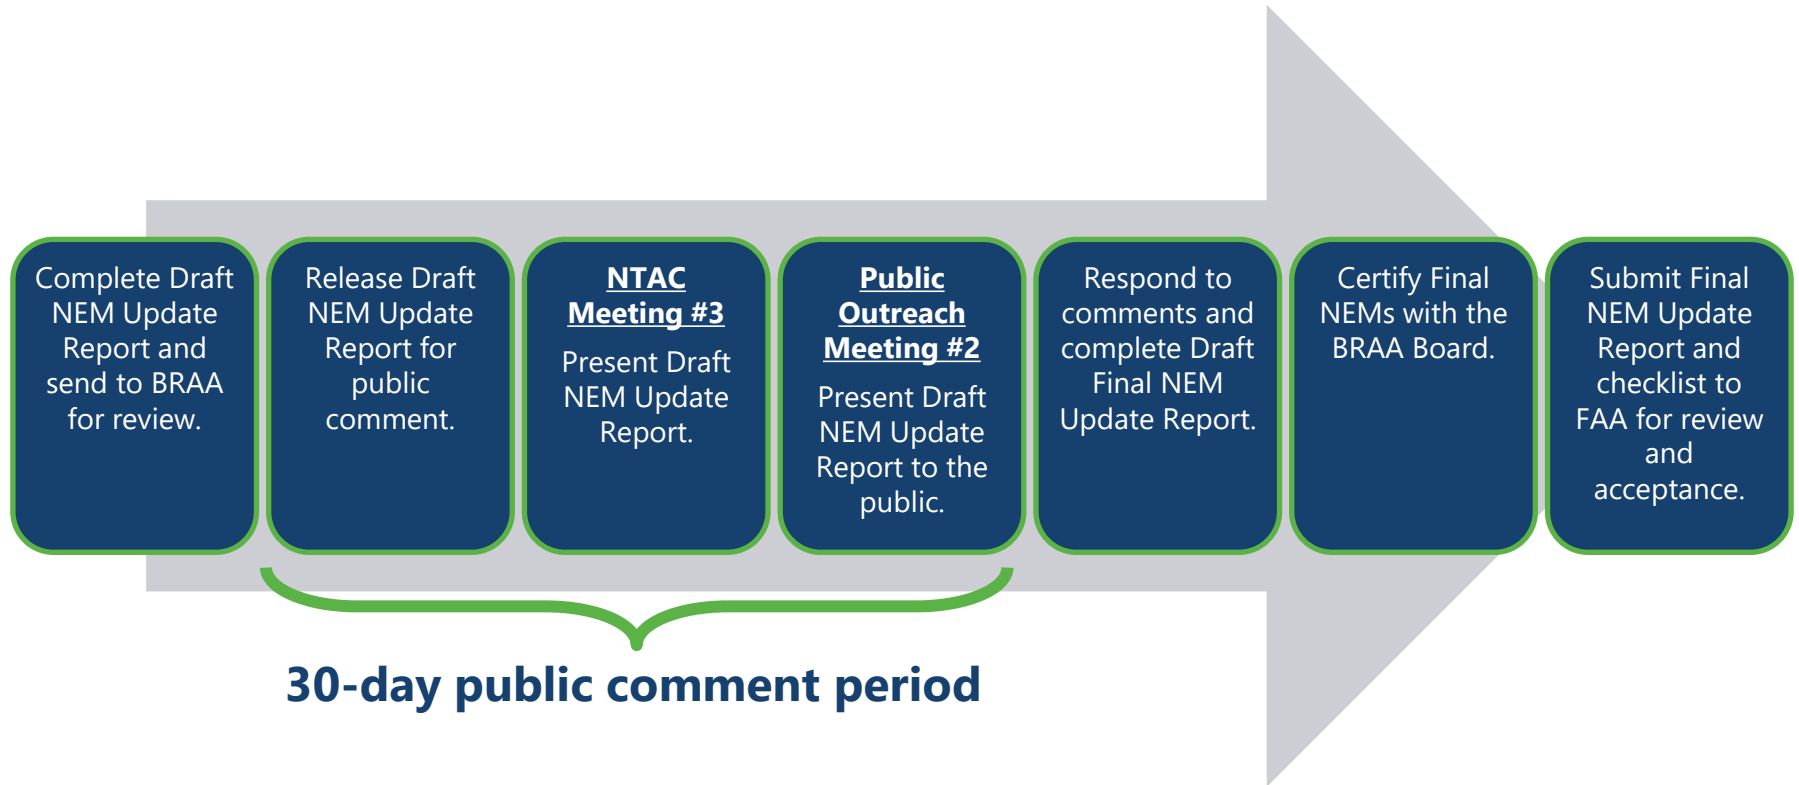 Complete Draft
NEM Update
Report and
send to BRAA
for review.
Release Draft
NEM Update
Report for
public
comment.
NTAC
Meeting #3
Present Draft
NEM Update
Report.
Public
Outreach
Meeting #2
Present Draft
NEM Update
Report to the
public.
Respond to
comments and
complete Draft
Final NEM
Update Report.
Certify Final
NEMs with the
BRAA Board.
Submit Final
NEM Update
Report and
checklist to
FAA for review
and
acceptance.
30-day public comment period